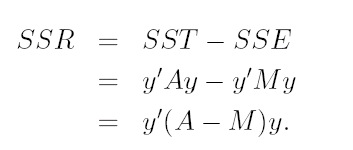 SSR = SST − SSE
= y′Ay − y′My
= y′(A − M)y.